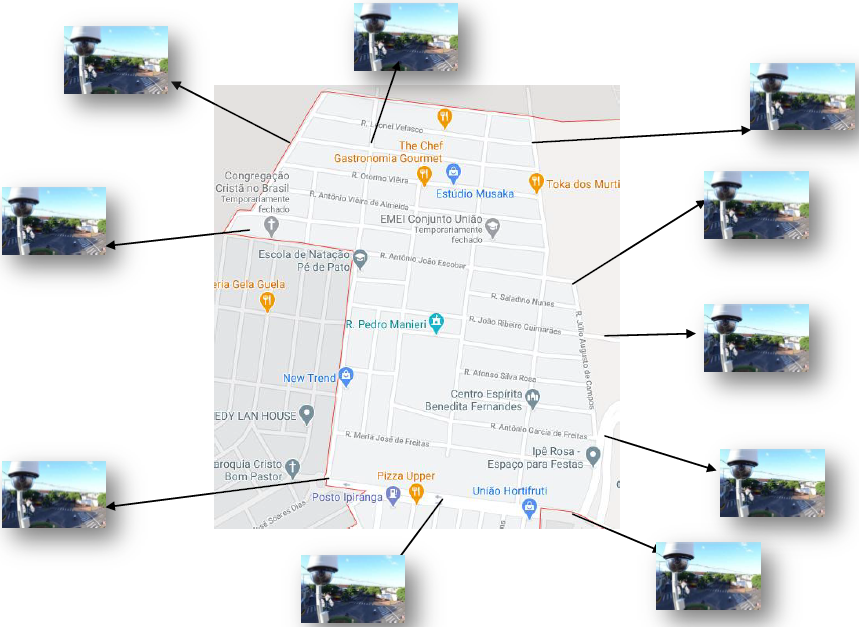 R. Leonel Velasco
The Chef
Gastronomia Gourmet
Congregação
Cristã no Brasil
Temporariamente
fechado
R. Otormo Vieira
Estúdio Musaka
Toka dos Murti
R. Antônio Vieira de Almeida
EMEI Conjunto União
Temporariamente
fechado
Escola de Natação
Pé de Pato
R. Antônio João Escobar
eria Gela Guela
R. Saladino Nunes
R. Pedro Manieri
R. João Ribeiro Guimarães
R. Júlio Augusto de Campos
New Trend
R. Afonso Silva Rosa
Centro Espírita
Benedita Fernandes
EDY LAN HOUSE
R. Antônio Garcia de Freitas
R. Maria José de Freitas
Ipê Rosa -
Espaço para Festas
aroquia Cristo
Bom Pastor
Pizza Upper
Posto Ipiranga
União Hortifruti
José Soares Dias